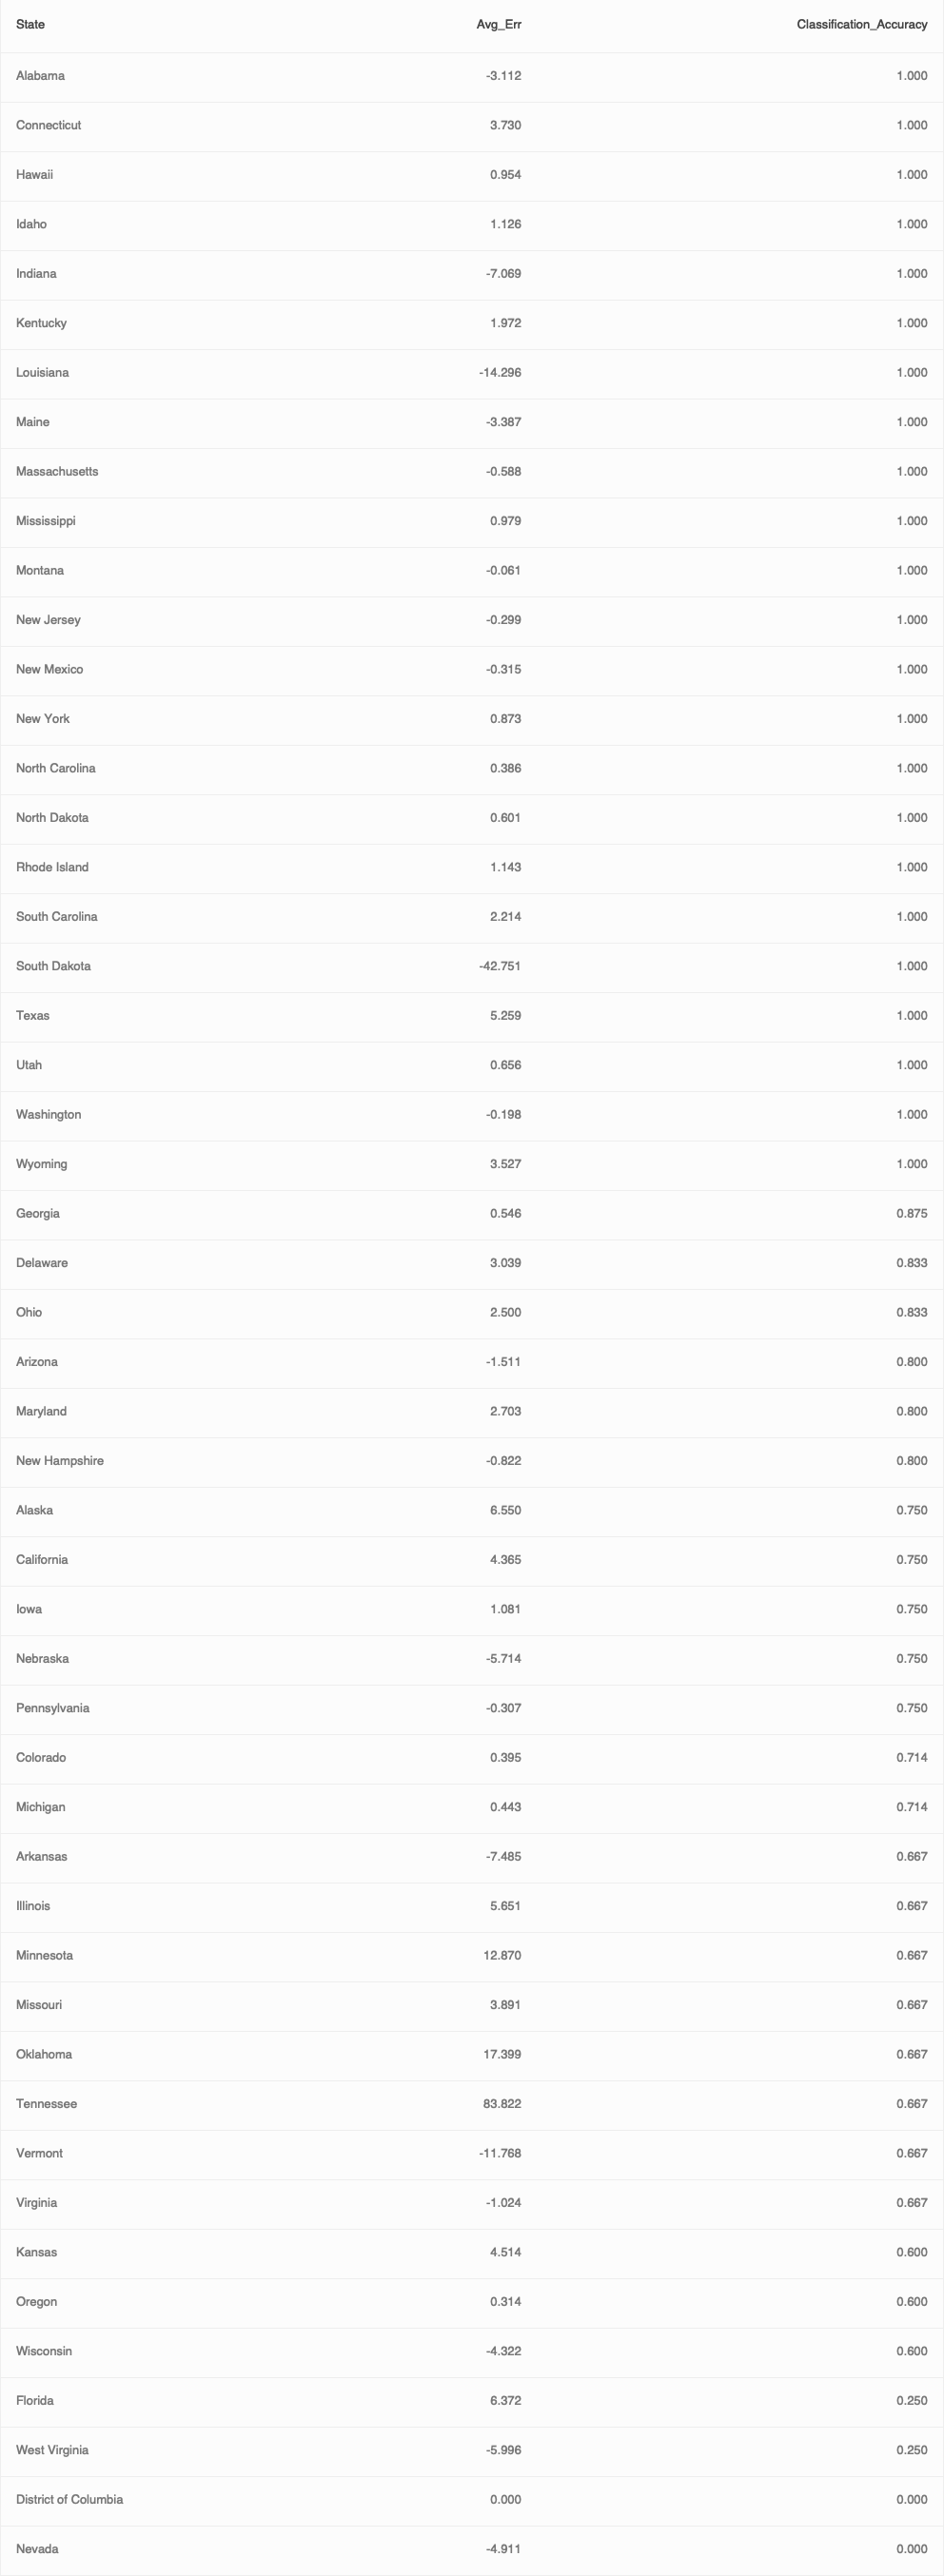 State Avg_Err Classification_Accuracy
Alabama -3.112 1.000
Connecticut 3.730 1.000
Hawaii 0.954 1.000
Idaho 1.126 1.000
Indiana -7.069 1.000
Kentucky 1.972 1.000
Louisiana -14.296 1.000
Maine -3.387 1.000
Massachusetts -0.588 1.000
Mississippi 0.979 1.000
Montana -0.061 1.000
New Jersey -0.299 1.000
New Mexico -0.315 1.000
New York 0.873 1.000
North Carolina 0.386 1.000
North Dakota 0.601 1.000
Rhode Island 1.143 1.000
South Carolina 2.214 1.000
South Dakota -42.751 1.000
Texas 5.259 1.000
Utah 0.656 1.000
Washington -0.198 1.000
Wyoming 3.527 1.000
Georgia 0.546 0.875
Delaware 3.039 0.833
Ohio 2.500 0.833
Arizona -1.511 0.800
Maryland 2.703 0.800
New Hampshire -0.822 0.800
Alaska 6.550 0.750
California 4.365 0.750
Iowa 1.081 0.750
Nebraska -5.714 0.750
Pennsylvania -0.307 0.750
Colorado 0.395 0.714
Michigan 0.443 0.714
Arkansas -7.485 0.667
Illinois 5.651 0.667
Minnesota 12.870 0.667
Missouri 3.891 0.667
Oklahoma 17.399 0.667
Tennessee 83.822 0.667
Vermont -11.768 0.667
Virginia -1.024 0.667
Kansas 4.514 0.600
Oregon 0.314 0.600
Wisconsin -4.322 0.600
Florida 6.372 0.250
West Virginia -5.996 0.250
District of Columbia 0.000 0.000
Nevada -4.911 0.000